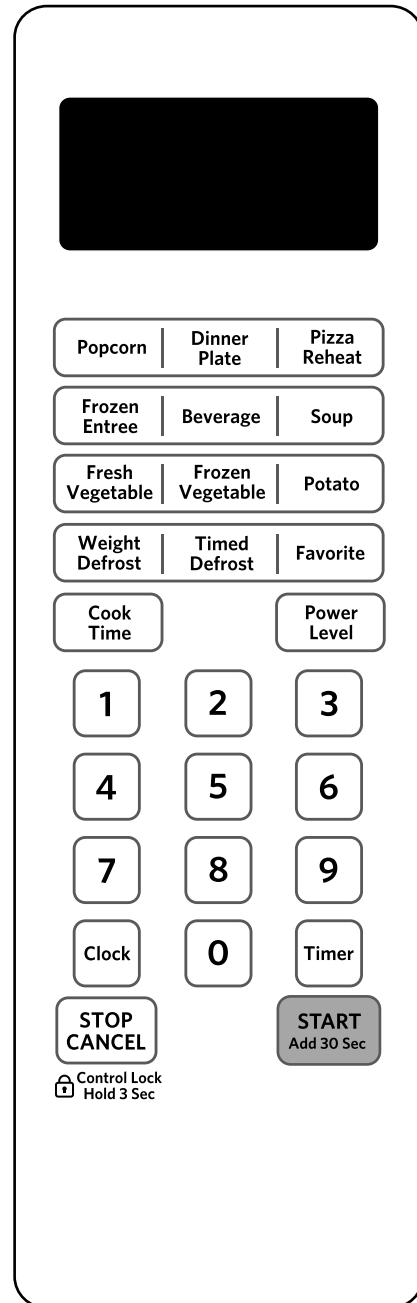 Popcorn
Dinner
Plate
Pizza
Reheat
Frozen
Entree
Beverage
Soup
Fresh
Vegetable
Frozen
Vegetable
Potato
Weight
Defrost
Timed
Defrost
Favorite
Cook
Time
Power
Level
1
2
3
4
5
6
7
8
9
Clock
0
Timer
STOP
CANCEL
START
Add 30 Sec
Control Lock
Hold 3 Sec